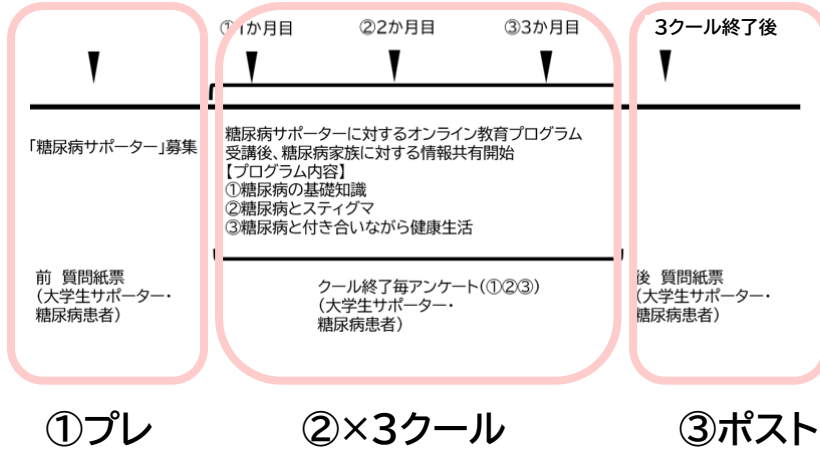 ①1か月目
②2か月目
③3か月目
3クール終了後
「糖尿病サポーター」募集
糖尿病サポーターに対するオンライン教育プログラム
受講後、糖尿病家族に対する情報共有開始
【プログラム内容】
①糖尿病の基礎知識
②糖尿病とスティグマ
③糖尿病と付き合いながら健康生活
前　質問紙票
（大学生サポーター・
糖尿病患者）
クール終了毎アンケート（①②③）
（大学生サポーター・
糖尿病患者）
後　質問紙票
（大学生サポーター・
糖尿病患者）
①プレ
②×3クール
③ポスト